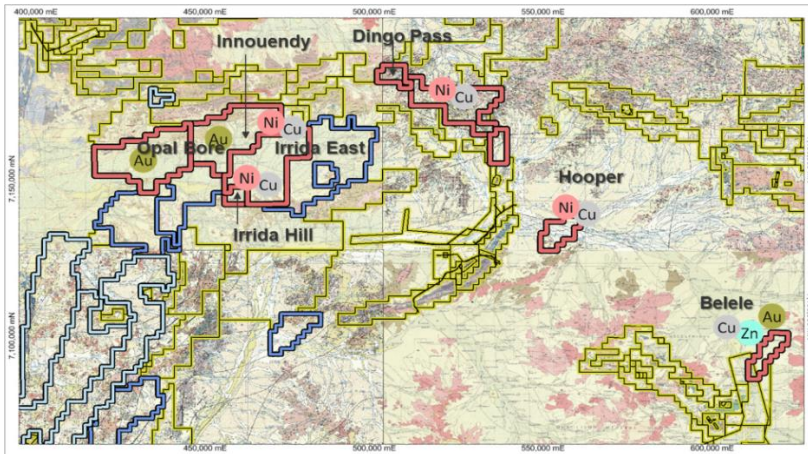 400,000 mE
450,000 mE
500,000 mE
550,000 mE
600,000 mE
Innouendy
Dingo Pass
Ni
Cu
Ni
Cu
Au
Opal Bore
Au
Irrida East
7,150,000 mN
Ni
Cu
Hooper
Ni
Cu
Irrida Hill
Belele
Au
Cu
Zn
7,100,000 mN
450,000 mE
500,000 mE
550,000 mE
600,000 mE